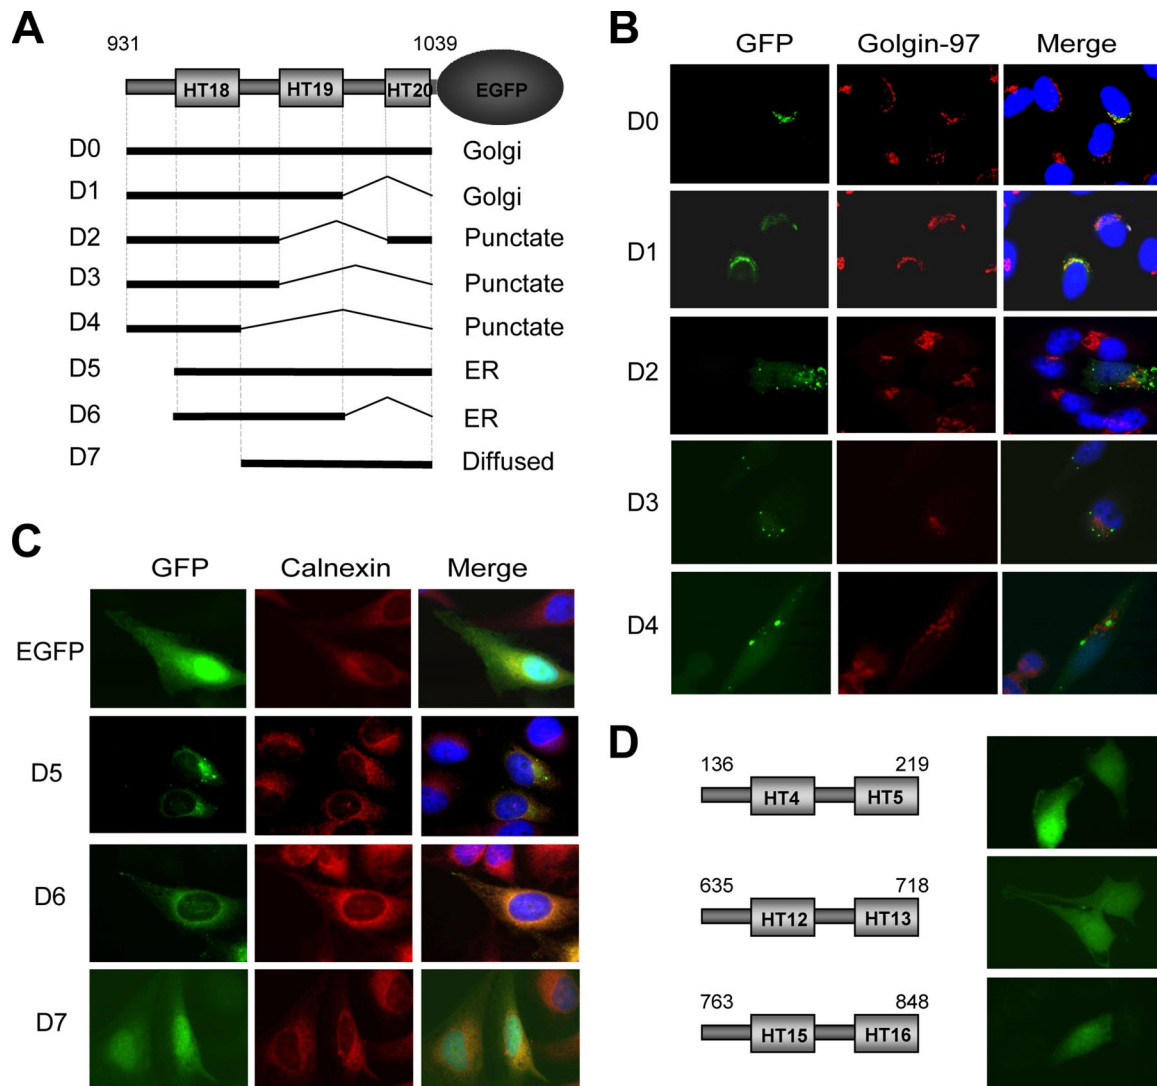 A
931 1039
HT18 HT19 HT20 EGFP
D0 Golgi
D1 Golgi
D2 Punctate
D3 Punctate
D4 Punctate
D5 ER
D6 ER
D7 Diffused
B
GFP Golgin-97 Merge
D0
D1
D2
D3
D4
C
GFP Calnexin Merge
EGFP
D5
D6
D7
D
136 219
HT4 HT5
635 718
HT12 HT13
763 848
HT15 HT16